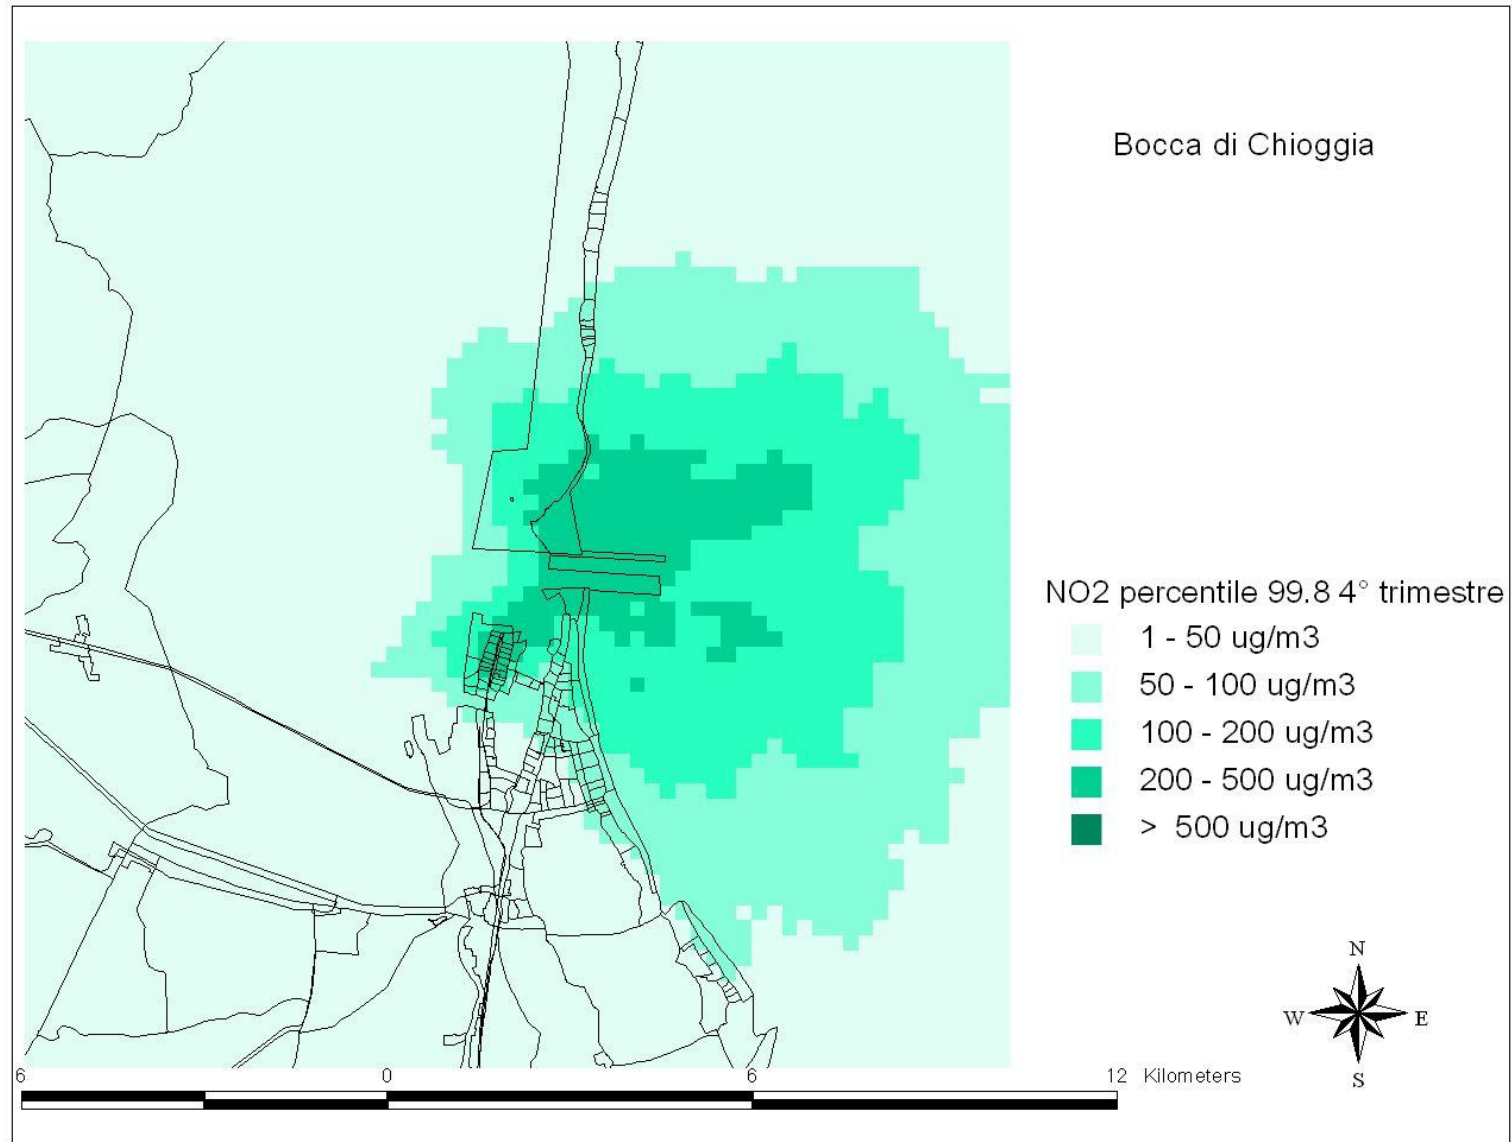 Bocca di Chioggia
NO2 percentile 99.8 4° trimestre
1 - 50 ug/m3
50 - 100 ug/m3
100 - 200 ug/m3
200 - 500 ug/m3
> 500 ug/m3
N
W E
S
6 0 6 12 Kilometers